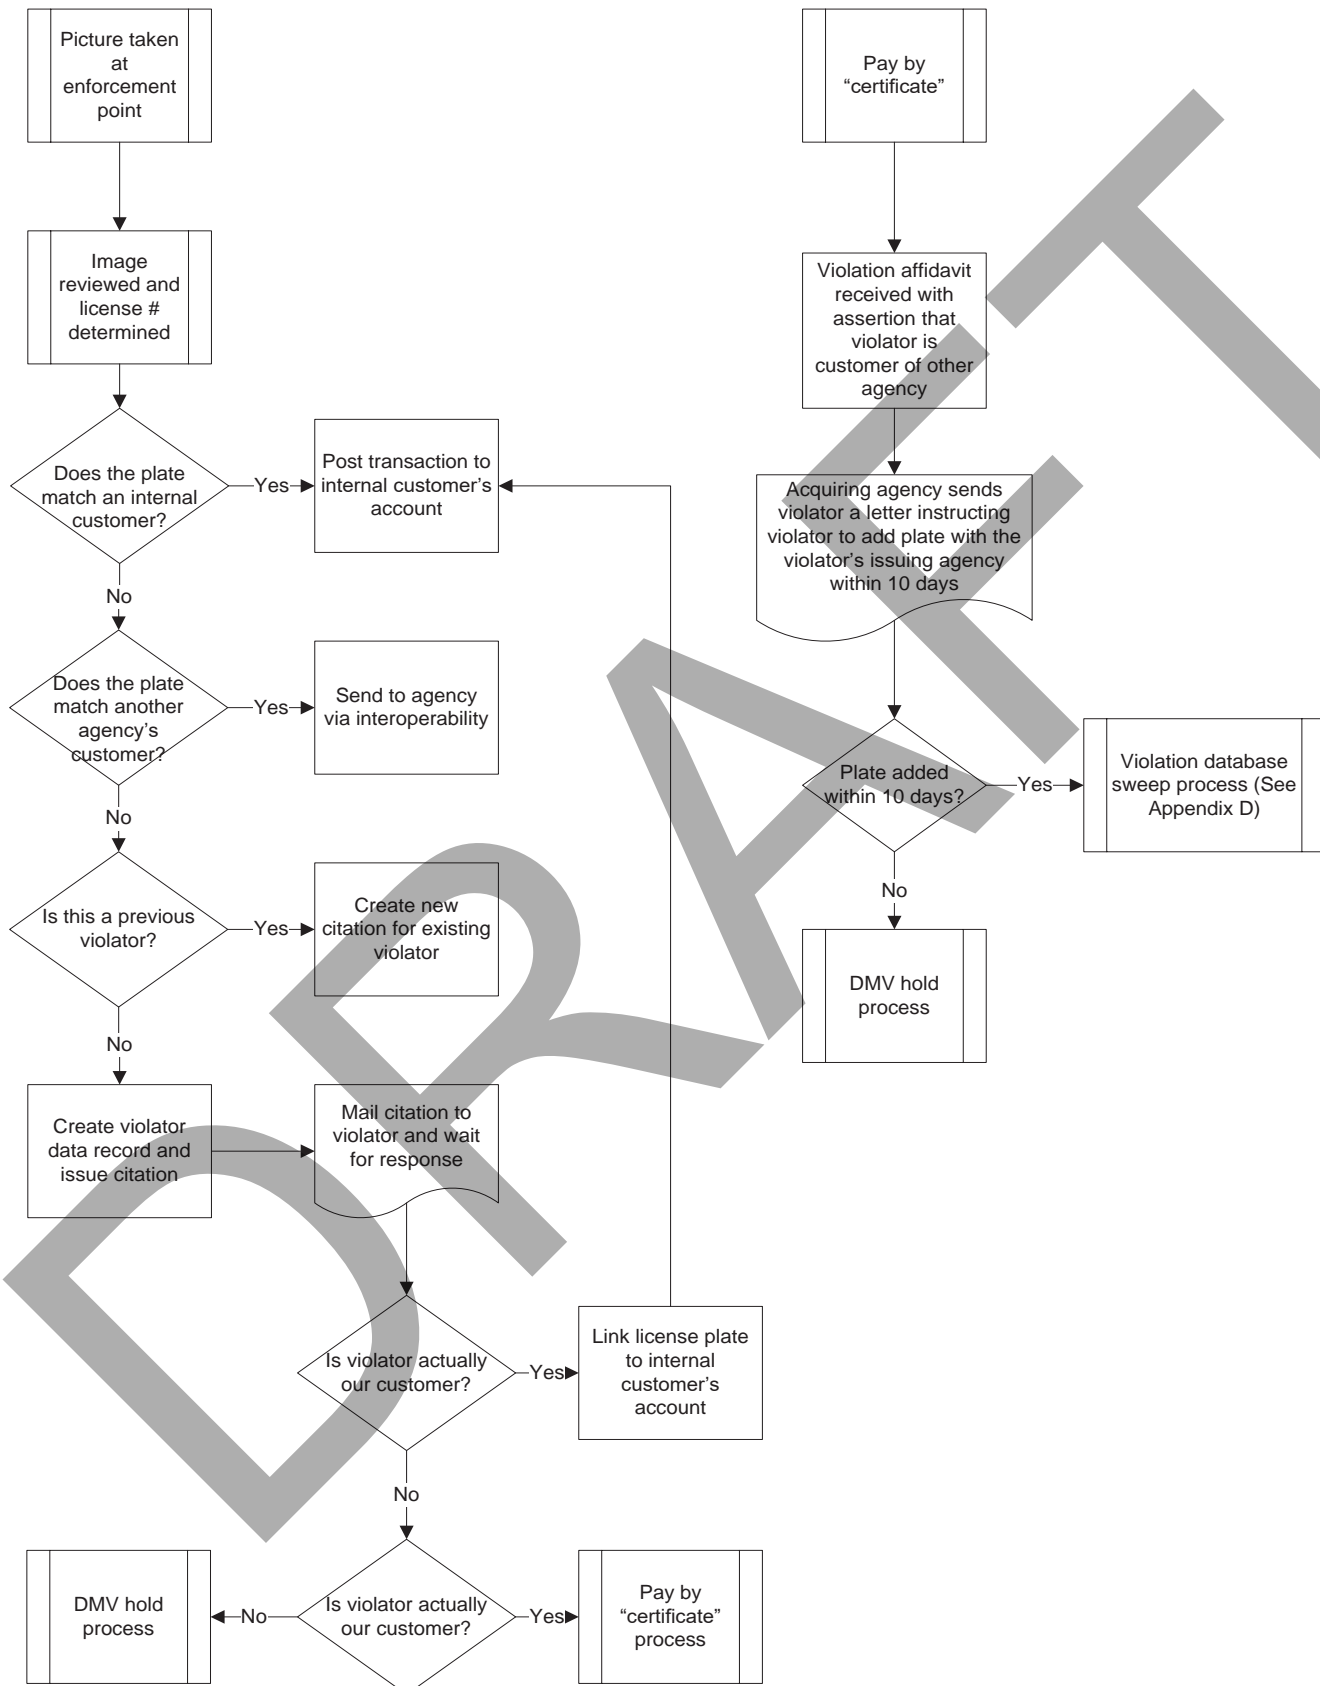 Picture taken
at
enforcement
point
Image
reviewed and
license #
determined
Does the plate
match an internal
customer?
Yes
Post transaction to
internal customer's
account
No
Does the plate
match another
agency's
customer?
Yes
Send to agency
via interoperability
No
Is this a previous
violator?
Yes
Create new
citation for existing
violator
No
Create violator
data record and
issue citation
Mail citation to
violator and wait
for response
Is violator actually
our customer?
Yes
Link license plate
to internal
customer's
account
No
Is violator actually
our customer?
No
DMV hold
process
Yes
Pay by
“certificate”
process
Pay by
“certificate”
Violation affidavit
received with
assertion that
violator is
customer of other
agency
Acquiring agency sends
violator a letter instructing
violator to add plate with the
violator's issuing agency
within 10 days
Plate added
within 10 days?
Yes
Violation database
sweep process (See
Appendix D)
No
DMV hold
process
DRAFT